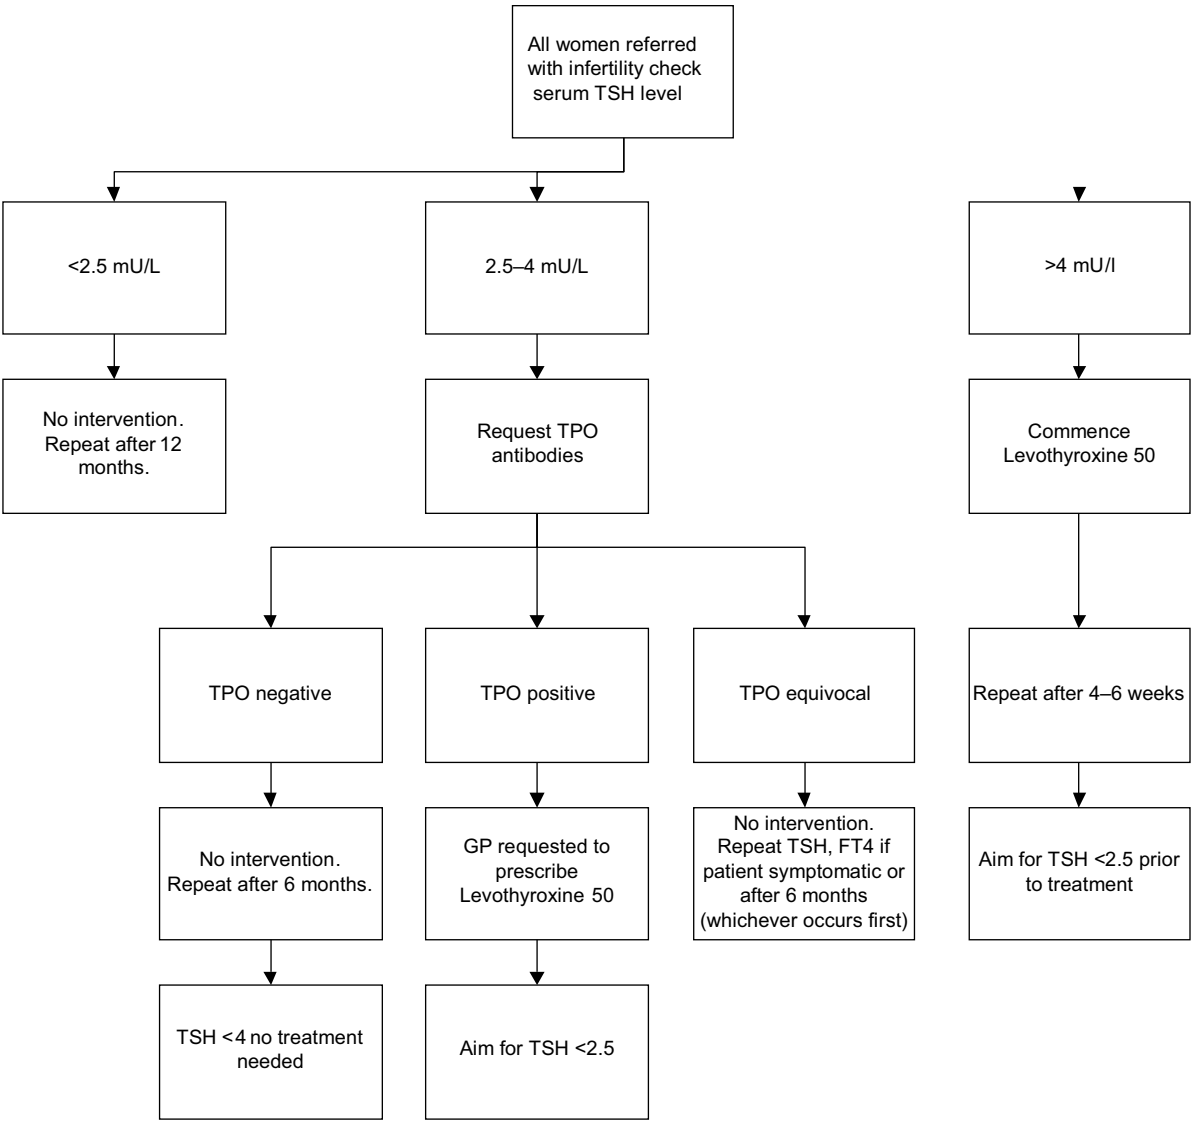 All women referred
with infertility check
serum TSH level
<2.5 mU/L
2.5–4 mU/L
>4 mU/l
No intervention.
Repeat after 12
months.
Request TPO
antibodies
Commence
Levothyroxine 50
TPO negative
TPO positive
TPO equivocal
Repeat after 4–6 weeks
No intervention.
Repeat after 6 months.
GP requested to
prescribe
Levothyroxine 50
No intervention.
Repeat TSH, FT4 if
patient symptomatic or
after 6 months
(whichever occurs first)
Aim for TSH <2.5 prior
to treatment
TSH <4 no treatment
needed
Aim for TSH <2.5